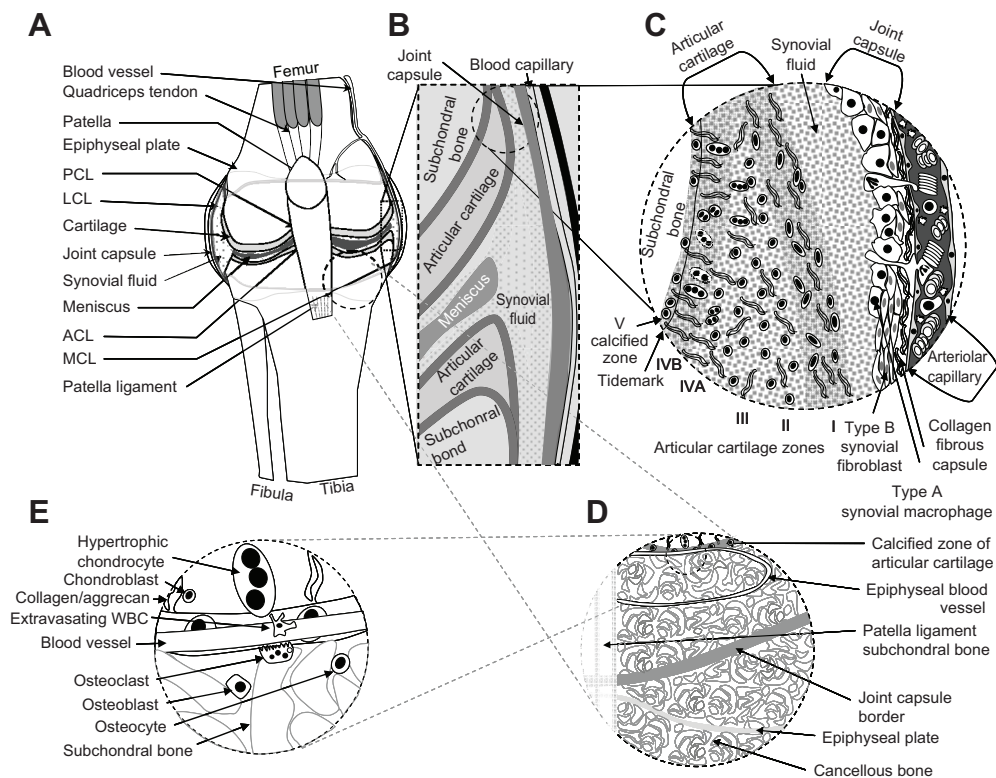 A
Blood vessel
Quadriceps tendon
Patella
Epiphyseal plate
PCL
LCL
Cartilage
Joint capsule
Synovial fluid
Meniscus
ACL
MCL
Patella ligament
Femur
Fibula
Tibia
B
Joint
capsule
Blood capillary
Subchondral
bone
Articular cartilage
Meniscus
Synovial
fluid
Articular
cartilage
Subchonral
bond
C
Articular
cartilage
Synovial
fluid
Joint
capsule
Subchondral
bone
V
calcified
zone
Tidemark
IVB
IVA
III
II
I
Articular cartilage zones
Type B
synovial
fibroblast
Arteriolar
capillary
Collagen
fibrous
capsule
Type A
synovial macrophage
E
Hypertrophic
chondrocyte
Chondroblast
Collagen/aggrecan
Extravasating WBC
Blood vessel
Osteoclast
Osteoblast
Osteocyte
Subchondral bone
D
Calcified zone of
articular cartilage
Epiphyseal blood
vessel
Patella ligament
subchondral bone
Joint capsule
border
Epiphyseal plate
Cancellous bone